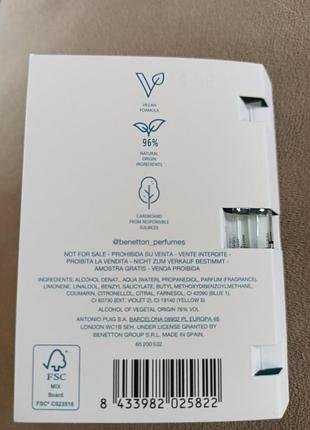 V
VEGAN
FORMULA
96%
NATURAL
ORIGIN
INGREDIENTS
CARDBOARD
FROM RESPONSIBLE
SOURCES
@benetton_perfumes
NOT FOR SALE - PROHIBIDA SU VENTA - VENTE INTERDITE -
PROIBITA LA VENDITA - NICHT ZUM VERKAUF BESTIMMT -
AMOSTRA GRATIS - VENDA PROIBIDA
INGREDIENTS: ALCOHOL DENAT., AQUA (WATER), PROPANEDIOL, PARFUM (FRAGRANCE),
LIMONENE, LINALOOL, BENZYL SALICYLATE, BUTYL METHOXYDIBENZOYLMETHANE,
COUMARIN, CITRONELLOL, CITRAL, FARNESOL, CI 42090 (BLUE 1),
CI 60730 (EXT. VIOLET 2), CI 19140 (YELLOW 5).
ALCOHOL OF VEGETAL ORIGIN 76% VOL.
ANTONIO PUIG S.A. BARCELONA 08902 PL EUROPA 46.
LONDON WC1B 5EH. UNDER LICENSE GRANTED BY
BENETTON GROUP S.R.L. MADE IN SPAIN.
65200532
FSC
MIX
Board
FSC® C023518
8 433982 025822